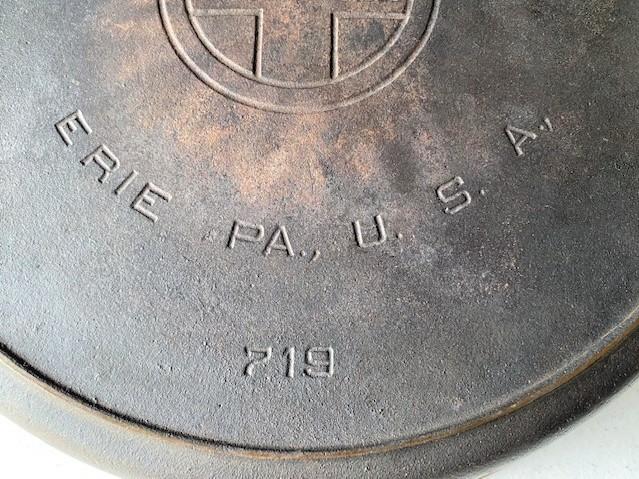 ERIE PA., U. S. A.,
719